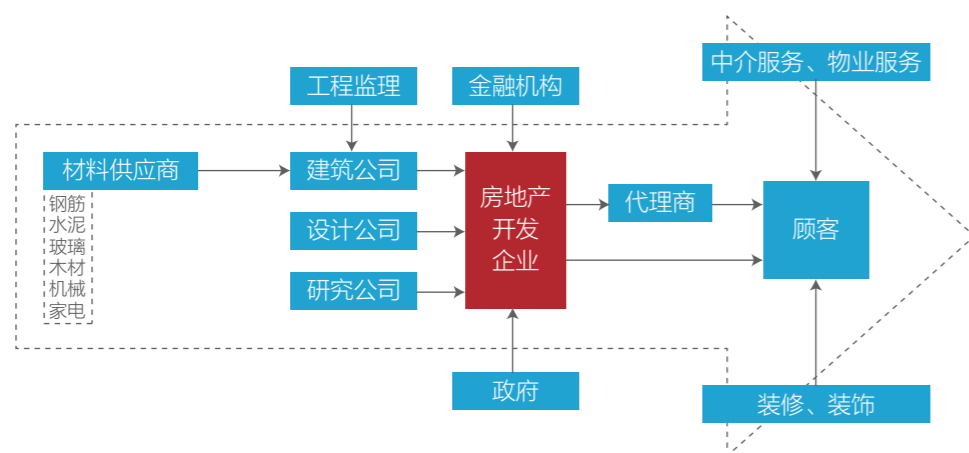 中介服务、物业服务
工程监理
金融机构
材料供应商
建筑公司
房地产
开发
企业
代理商
顾客
钢筋
水泥
玻璃
木材
机械
家电
设计公司
研究公司
政府
装修、装饰